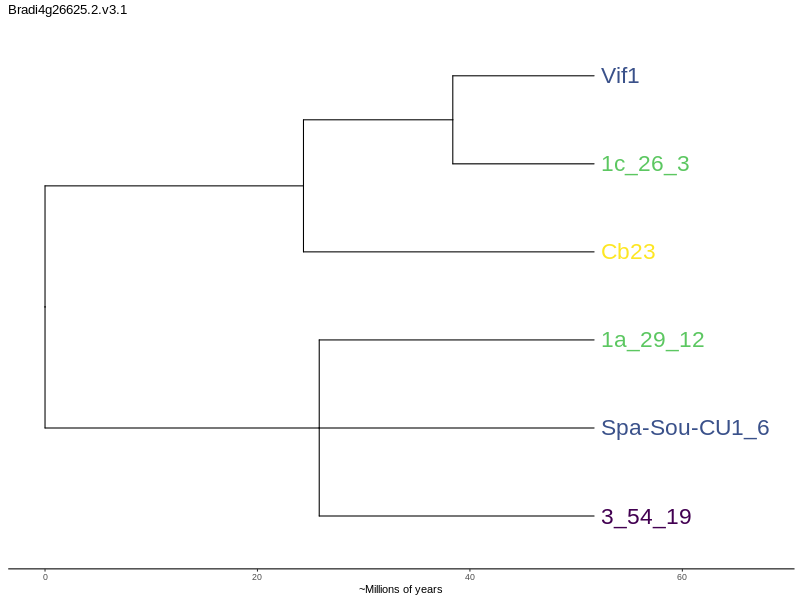 Bradi4g26625.2.v3.1
Vif1
1c_26_3
Cb23
1a_29_12
Spa-Sou-CU1_6
3_54_19
0 20 40 60
~Millions of years